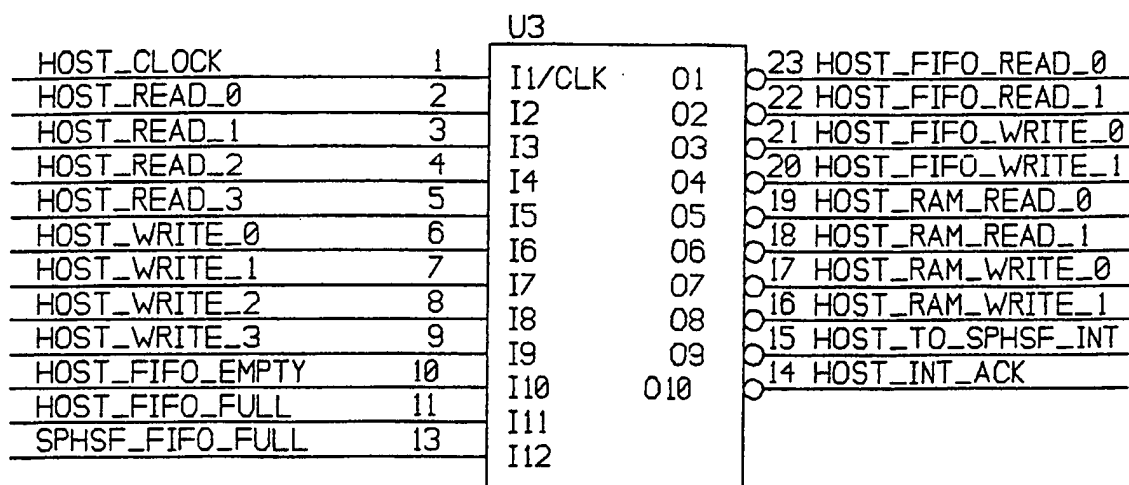 U3
HOST_CLOCK 1 I1/CLK O1 23 HOST_FIFO_READ_0
HOST_READ_0 2 I2 O2 22 HOST_FIFO_READ_1
HOST_READ_1 3 I3 O3 21 HOST_FIFO_WRITE_0
HOST_READ_2 4 I4 O4 20 HOST_FIFO_WRITE_1
HOST_READ_3 5 I5 O5 19 HOST_RAM_READ_0
HOST_WRITE_0 6 I6 O6 18 HOST_RAM_READ_1
HOST_WRITE_1 7 I7 O7 17 HOST_RAM_WRITE_0
HOST_WRITE_2 8 I8 O8 16 HOST_RAM_WRITE_1
HOST_WRITE_3 9 I9 O9 15 HOST_TO_SPHSF_INT
HOST_FIFO_EMPTY 10 I10 O10 14 HOST_INT_ACK
HOST_FIFO_FULL 11 I11
SPHSF_FIFO_FULL 13 I12